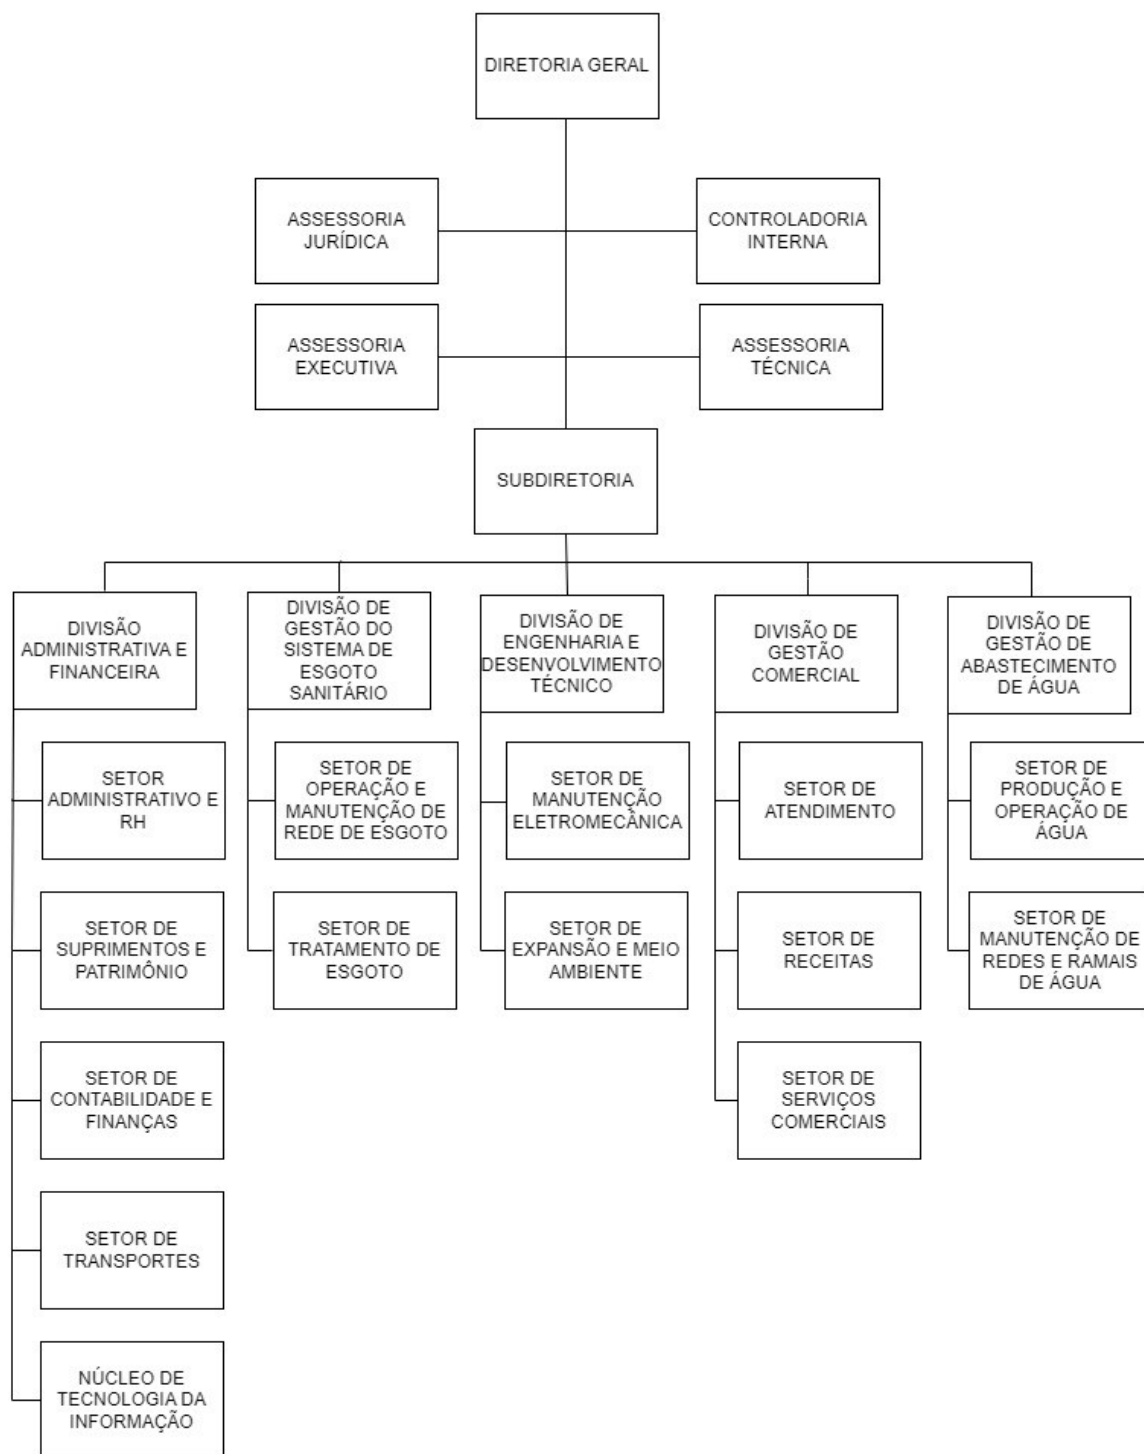 DIRETORIA GERAL
ASSESSORIA
JURÍDICA
CONTROLADORIA
INTERNA
ASSESSORIA
EXECUTIVA
ASSESSORIA
TÉCNICA
SUBDIRETORIA
DIVISÃO
ADMINISTRATIVA E
FINANCEIRA
DIVISÃO DE
GESTÃO DO
SISTEMA DE
ESGOTO
SANITÁRIO
DIVISÃO DE
ENGENHARIA E
DESENVOLVIMENTO
TÉCNICO
DIVISÃO DE
GESTÃO
COMERCIAL
DIVISÃO DE
GESTÃO DE
ABASTECIMENTO
DE ÁGUA
SETOR
ADMINISTRATIVO E
RH
SETOR DE
OPERAÇÃO E
MANUTENÇÃO DE
REDE DE ESGOTO
SETOR DE
MANUTENÇÃO
ELETROMECÂNICA
SETOR DE
ATENDIMENTO
SETOR DE
PRODUÇÃO E
OPERAÇÃO DE
ÁGUA
SETOR DE
SUPRIMENTOS E
PATRIMÔNIO
SETOR DE
TRATAMENTO DE
ESGOTO
SETOR DE
EXPANSÃO E MEIO
AMBIENTE
SETOR DE
RECEITAS
SETOR DE
MANUTENÇÃO DE
REDES E RAMAIS
DE ÁGUA
SETOR DE
CONTABILIDADE E
FINANÇAS
SETOR DE
SERVIÇOS
COMERCIAIS
SETOR DE
TRANSPORTES
NÚCLEO DE
TECNOLOGIA DA
INFORMAÇÃO